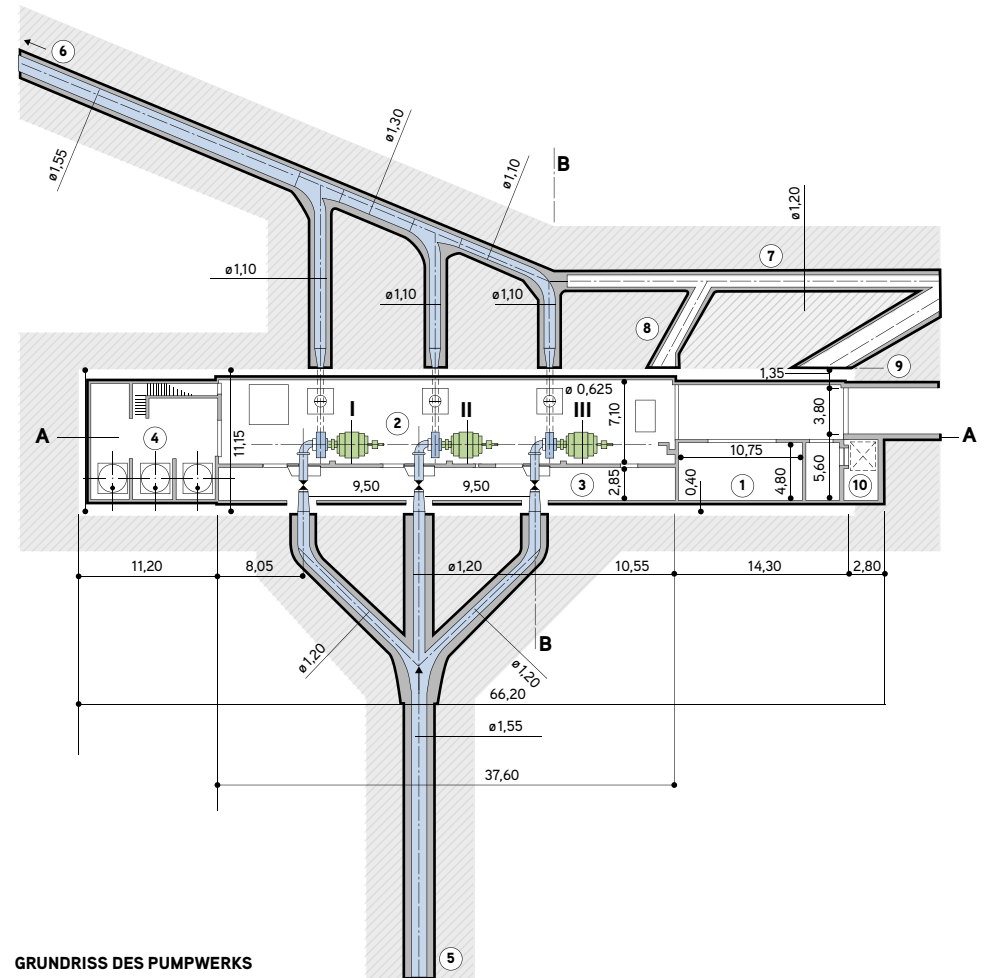 6
ø1,55
ø1,30
ø1,10
B
ø1,20
7
ø1,10
ø1,10
ø1,10
8
9
1,35
ø 0,625
I
II
III
2
7,10
3,80
A
4
11,15
A
10,75
9,50
9,50
3
2,85
0,40
1
4,80
5,60
10
11,20
8,05
ø1,20
10,55
14,30
2,80
B
ø1,20
ø1,20
66,20
ø1,55
37,60
5
GRUNDRISS DES PUMPWERKS